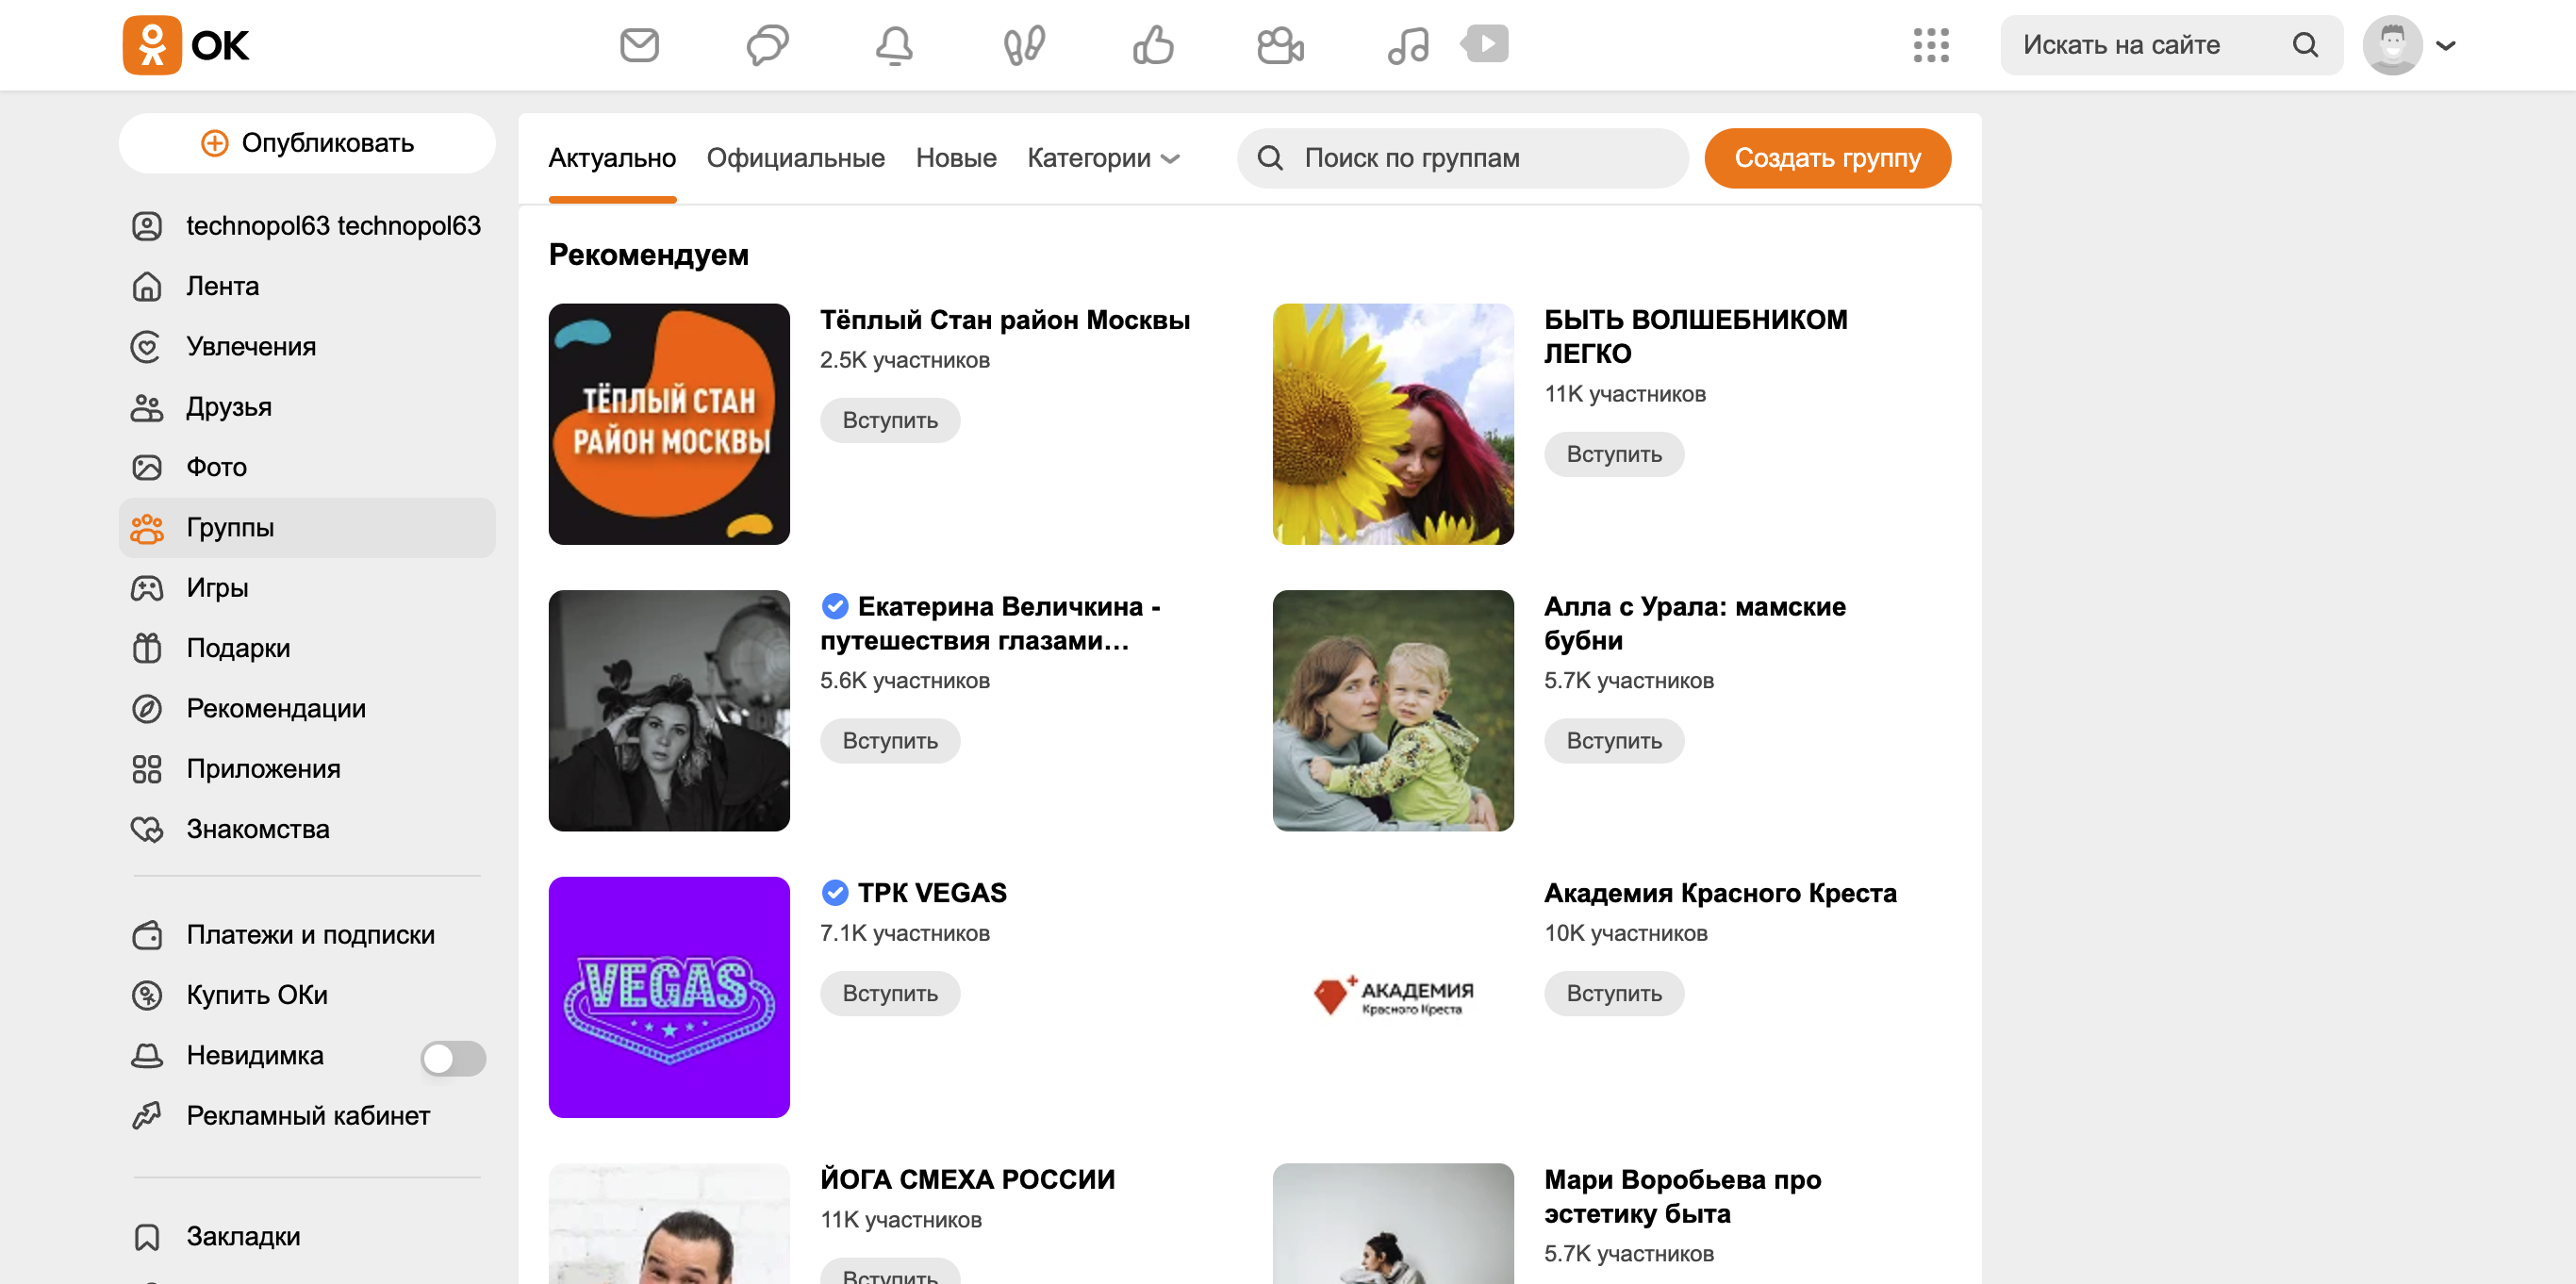 ОК
Искать на сайте
Опубликовать
technopol63 technopol63
Лента
Увлечения
Друзья
Фото
Группы
Игры
Подарки
Рекомендации
Приложения
Знакомства
Платежи и подписки
Купить ОКи
Невидимка
Рекламный кабинет
Закладки
Актуально
Официальные
Новые
Категории
Поиск по группам
Создать группу
Рекомендуем
ТЁПЛЫЙ СТАН
РАЙОН МОСКВЫ
Тёплый Стан район Москвы
2.5K участников
Вступить
БЫТЬ ВОЛШЕБНИКОМ
ЛЕГКО
11K участников
Вступить
Екатерина Величкина -
путешествия глазами…
5.6K участников
Вступить
Алла с Урала: мамские
бубни
5.7K участников
Вступить
VEGAS
ТРК VEGAS
7.1K участников
Вступить
АКАДЕМИЯ
Красного Креста
Академия Красного Креста
10K участников
Вступить
ЙОГА СМЕХА РОССИИ
11K участников
Вступить
Мари Воробьева про
эстетику быта
5.7K участников